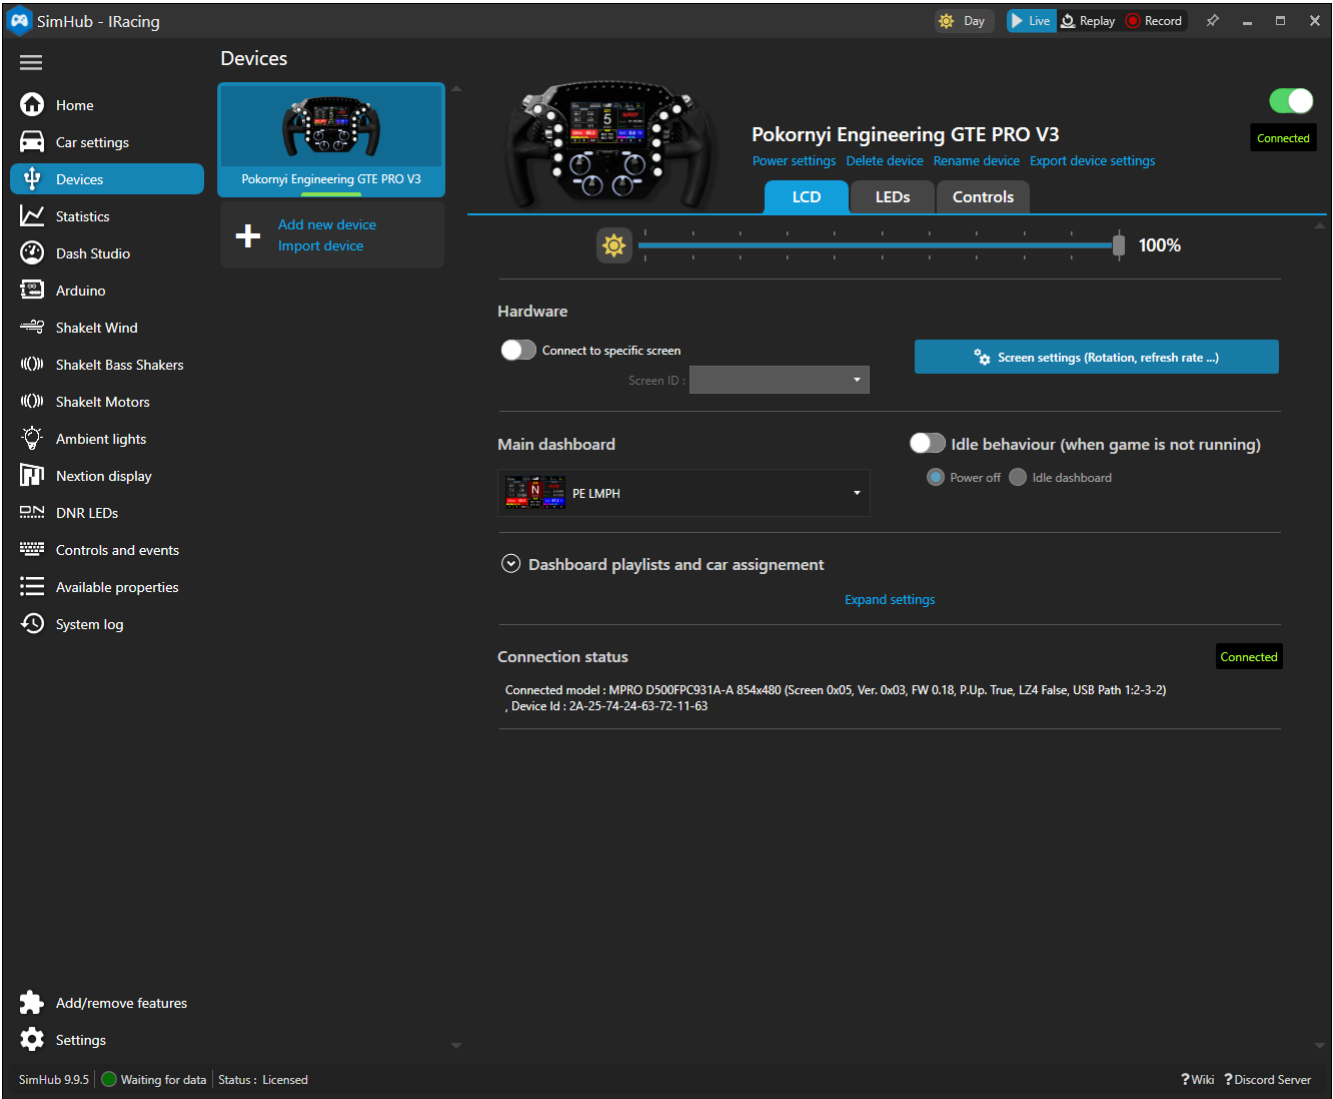 SimHub - IRacing
Day
Live
Replay
Record
Devices
Home
Car settings
Devices
Statistics
Dash Studio
Arduino
ShakeIt Wind
ShakeIt Bass Shakers
ShakeIt Motors
Ambient lights
Nextion display
DNR LEDs
Controls and events
Available properties
System log
Add/remove features
Settings
Pokornyi Engineering GTE PRO V3
Add new device
Import device
Pokornyi Engineering GTE PRO V3
Connected
Power settings Delete device Rename device Export device settings
LCD LEDs Controls
100%
Hardware
Connect to specific screen
Screen ID :
Screen settings (Rotation, refresh rate ...)
Main dashboard
PE LMPH
Idle behaviour (when game is not running)
Power off Idle dashboard
Dashboard playlists and car assignement
Expand settings
Connection status
Connected
Connected model : MPRO D500FPC931A-A 854x480 (Screen 0x05, Ver. 0x03, FW 0.18, P.Up. True, LZ4 False, USB Path 1:2-3-2)
, Device Id : 2A-25-74-24-63-72-11-63
SimHub 9.9.5 Waiting for data Status : Licensed
? Wiki ? Discord Server